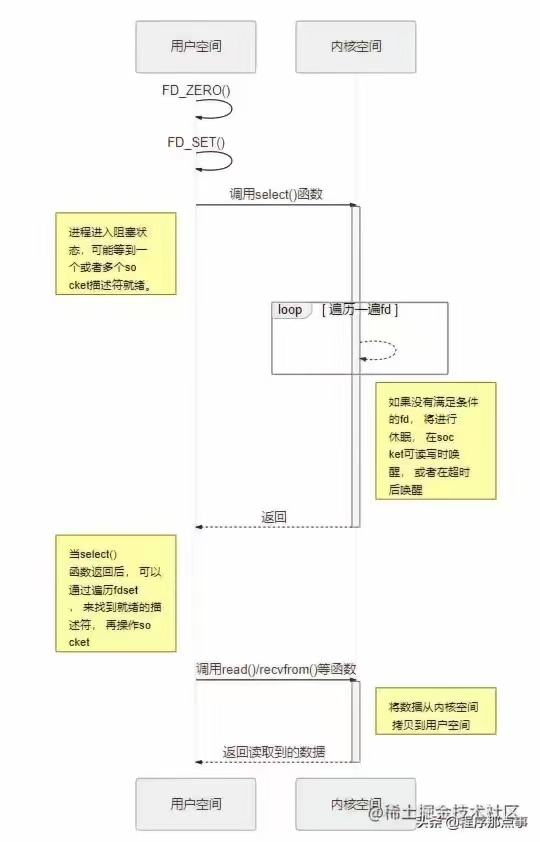 用户空间
内核空间
FD_ZERO()
FD_SET()
调用select()函数
进程进入阻塞状
态，可能等到一
个或者多个so
cket描述符就绪。
loop
[ 遍历一遍fd ]
如果没有满足条件
的fd， 将进行
休眠， 在soc
ket可读写时唤
醒， 或者在超时
后唤醒
返回
当select()
函数返回后， 可以
通过遍历fdset
， 来找到就绪的描
述符， 再操作so
cket
调用read()/recvfrom()等函数
将数据从内核空间
拷贝到用户空间
返回读取到的数据
用户空间
内核空间
@稀土掘金技术社区
头条 @程序那点事